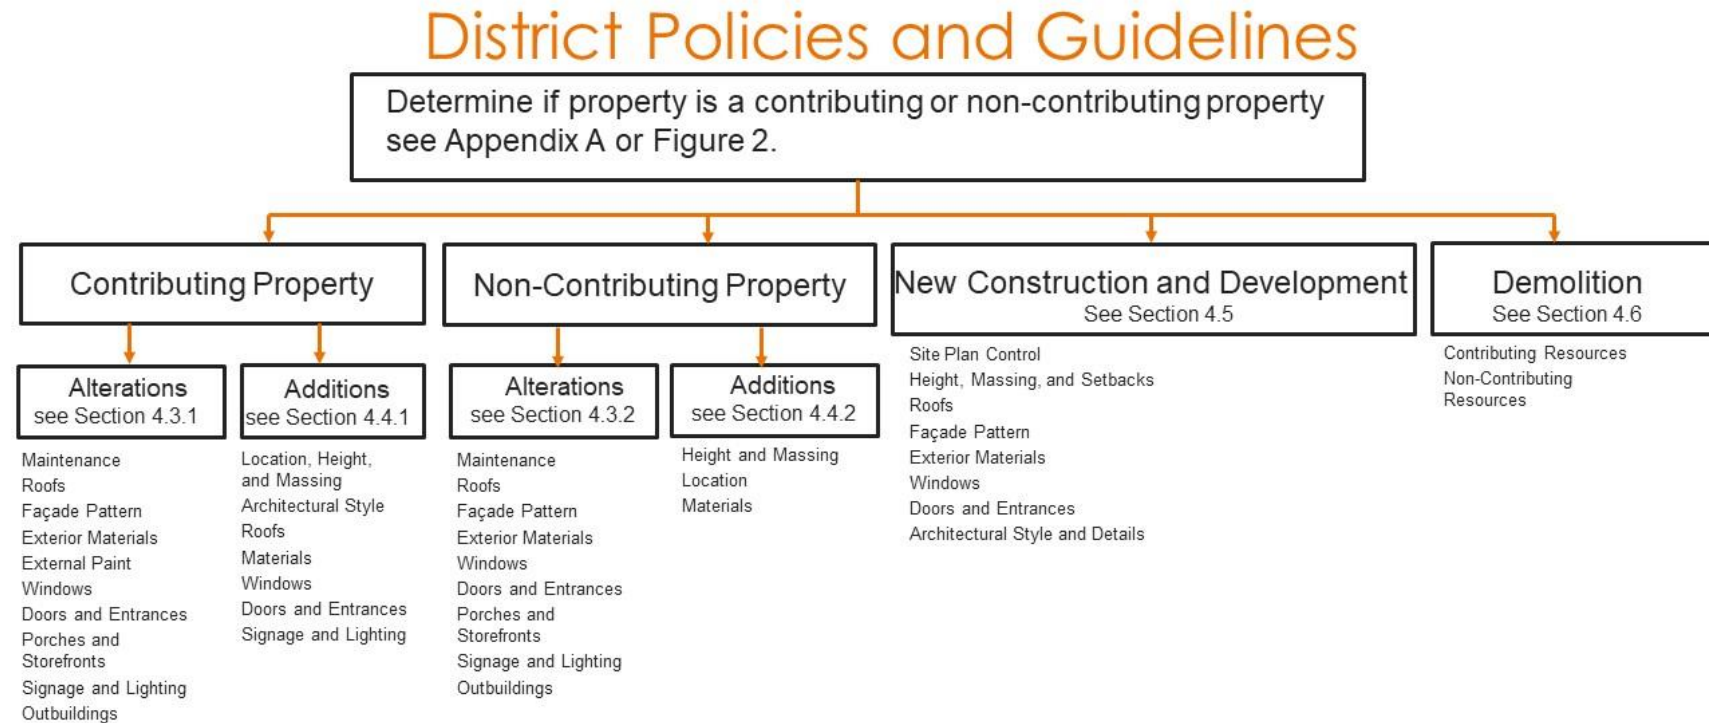 District Policies and Guidelines
Determine if property is a contributing or non-contributing property
see Appendix A or Figure 2.
Contributing Property
Non-Contributing Property
New Construction and Development
See Section 4.5
Demolition
See Section 4.6
Alterations
see Section 4.3.1
Additions
see Section 4.4.1
Alterations
see Section 4.3.2
Additions
see Section 4.4.2
Maintenance
Roofs
Façade Pattern
Exterior Materials
External Paint
Windows
Doors and Entrances
Porches and
Storefronts
Signage and Lighting
Outbuildings
Location, Height,
and Massing
Architectural Style
Roofs
Materials
Windows
Doors and Entrances
Signage and Lighting
Maintenance
Roofs
Façade Pattern
Exterior Materials
Windows
Doors and Entrances
Porches and
Storefronts
Signage and Lighting
Outbuildings
Height and Massing
Location
Materials
Site Plan Control
Height, Massing, and Setbacks
Roofs
Façade Pattern
Exterior Materials
Windows
Doors and Entrances
Architectural Style and Details
Contributing Resources
Non-Contributing
Resources